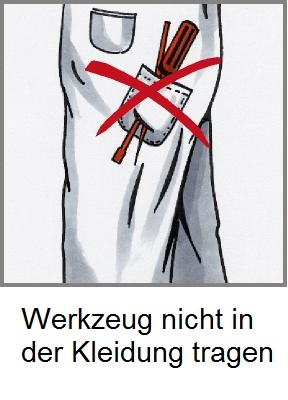 Werkzeug nicht in
der Kleidung tragen